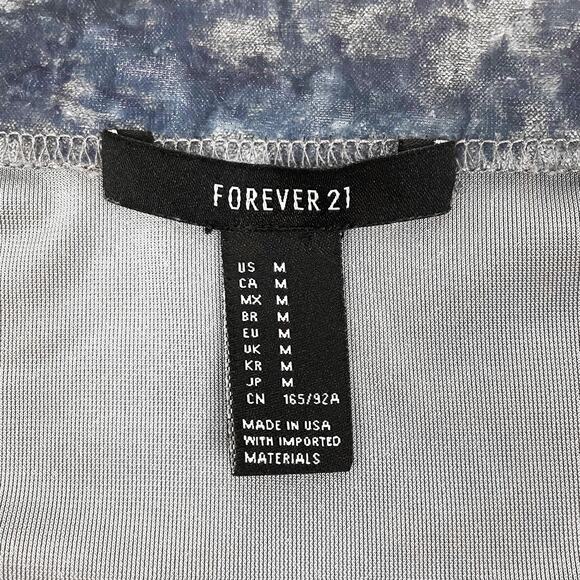 FOREVER 21
US M
CA M
MX M
BR M
EU M
UK M
KR M
JP M
CN 165/92A
MADE IN USA
WITH IMPORTED
MATERIALS